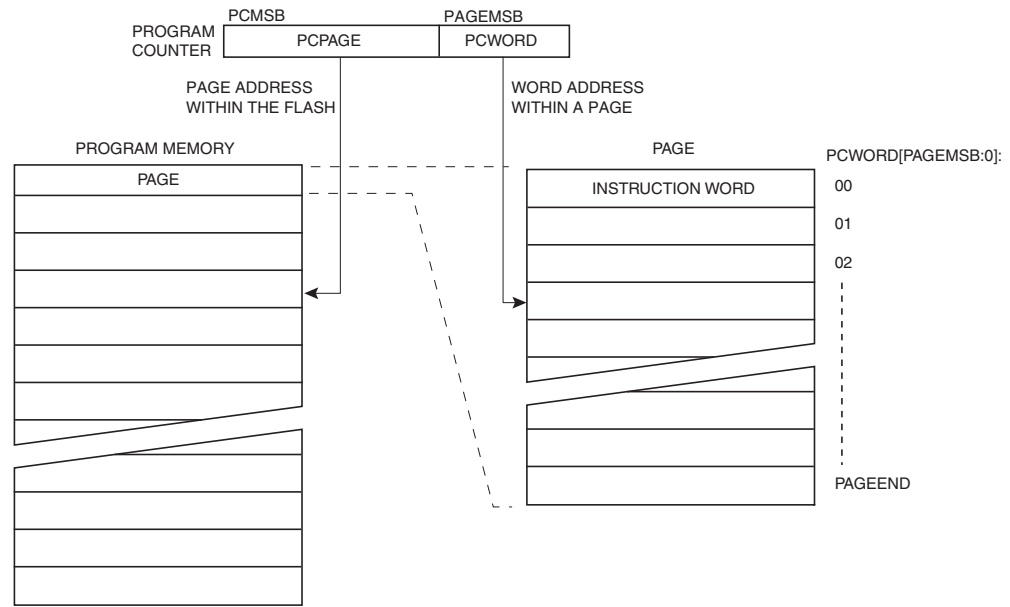 PCMSB
PAGEMSB
PROGRAM
COUNTER
PCPAGE
PCWORD
PAGE ADDRESS
WITHIN THE FLASH
WORD ADDRESS
WITHIN A PAGE
PROGRAM MEMORY
PAGE
PCWORD[PAGEMSB:0]:
PAGE
INSTRUCTION WORD
00
01
02
PAGEEND